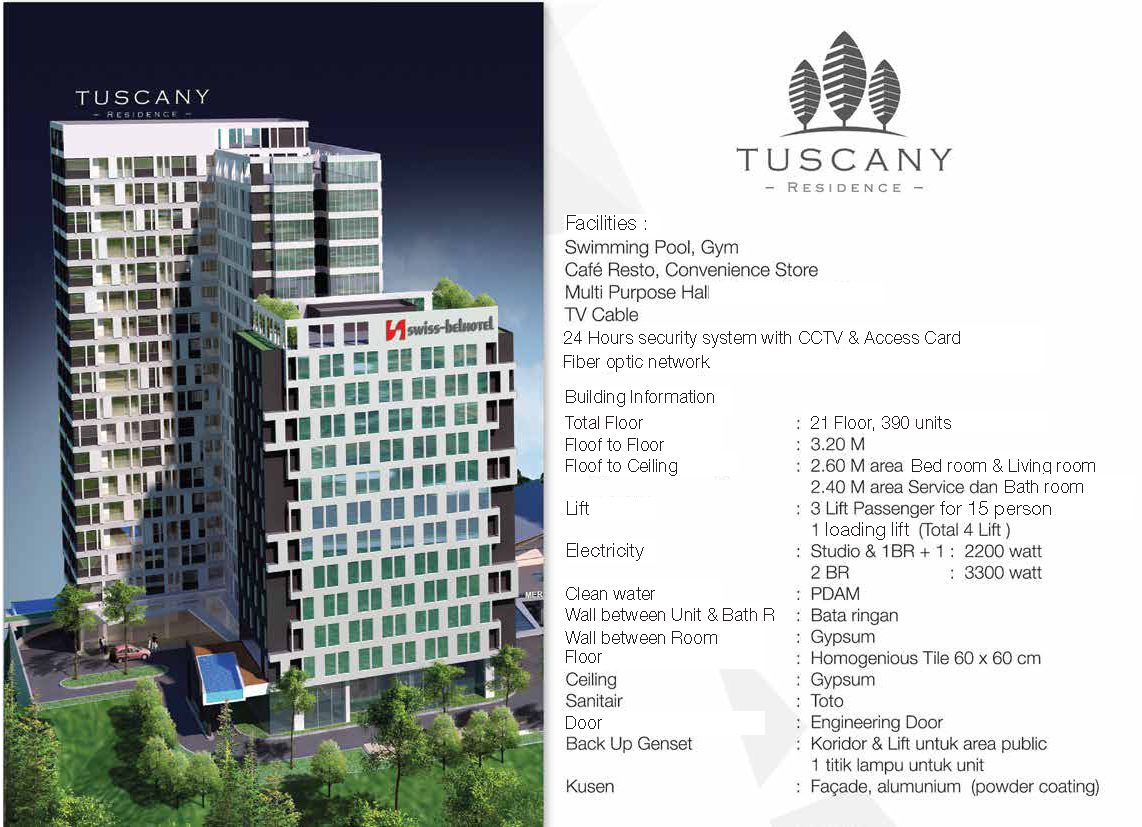 TUSCANY
– RESIDENCE –
swiss-belhotel
MER
TUSCANY
– RESIDENCE –
Facilities :
Swimming Pool, Gym
Café Resto, Convenience Store
Multi Purpose Hall
TV Cable
24 Hours security system with CCTV & Access Card
Fiber optic network
Building Information
Total Floor : 21 Floor, 390 units
Floof to Floor : 3.20 M
Floof to Ceiling : 2.60 M area Bed room & Living room
2.40 M area Service dan Bath room
Lift : 3 Lift Passenger for 15 person
1 loading lift (Total 4 Lift )
Electricity : Studio & 1BR + 1 : 2200 watt
2 BR : 3300 watt
Clean water : PDAM
Wall between Unit & Bath R : Bata ringan
Wall between Room : Gypsum
Floor : Homogenious Tile 60 x 60 cm
Ceiling : Gypsum
Sanitair : Toto
Door : Engineering Door
Back Up Genset : Koridor & Lift untuk area public
1 titik lampu untuk unit
Kusen : Façade, alumunium (powder coating)